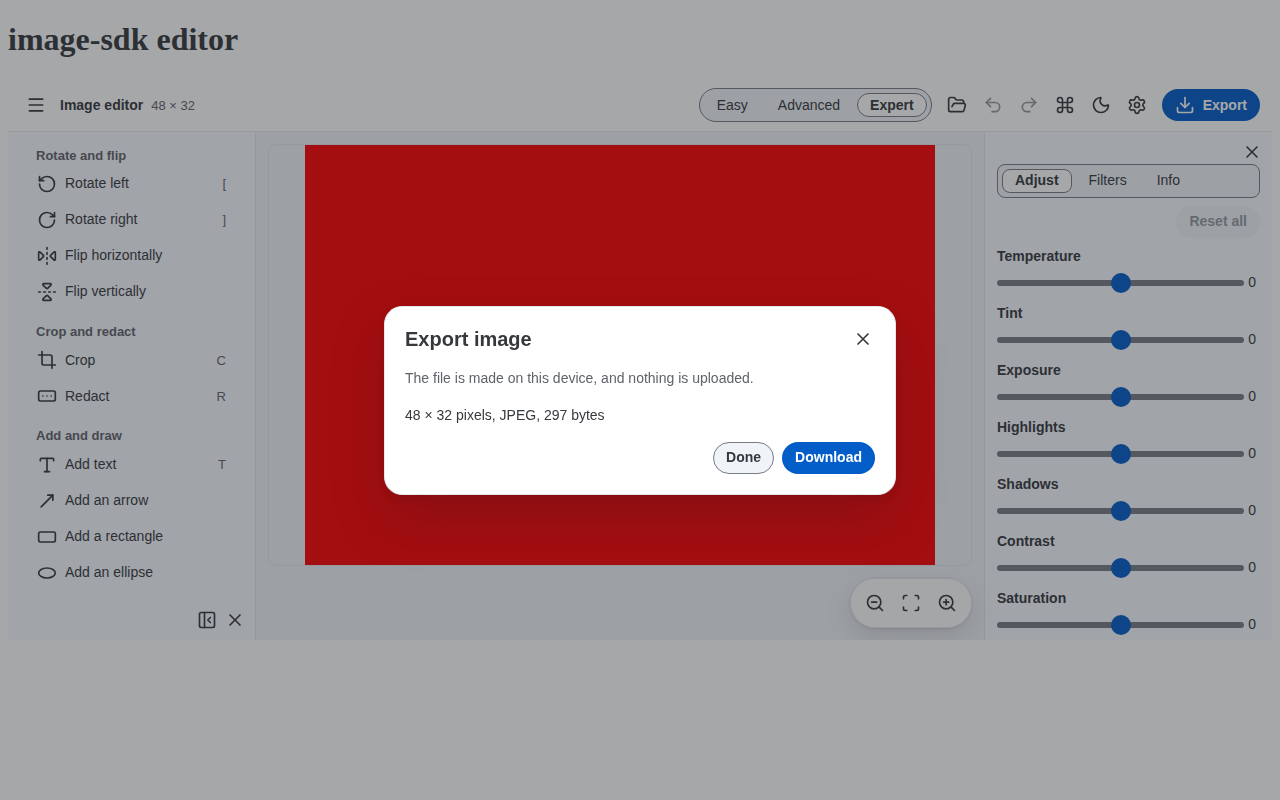 image-sdk editor
Image editor 48 × 32
Easy Advanced Expert
Export
Rotate and flip
Rotate left [
Rotate right ]
Flip horizontally
Flip vertically
Crop and redact
Crop C
Redact R
Add and draw
Add text T
Add an arrow
Add a rectangle
Add an ellipse
Export image
The file is made on this device, and nothing is uploaded.
48 × 32 pixels, JPEG, 297 bytes
Done Download
Adjust Filters Info
Reset all
Temperature
0
Tint
0
Exposure
0
Highlights
0
Shadows
0
Contrast
0
Saturation
0